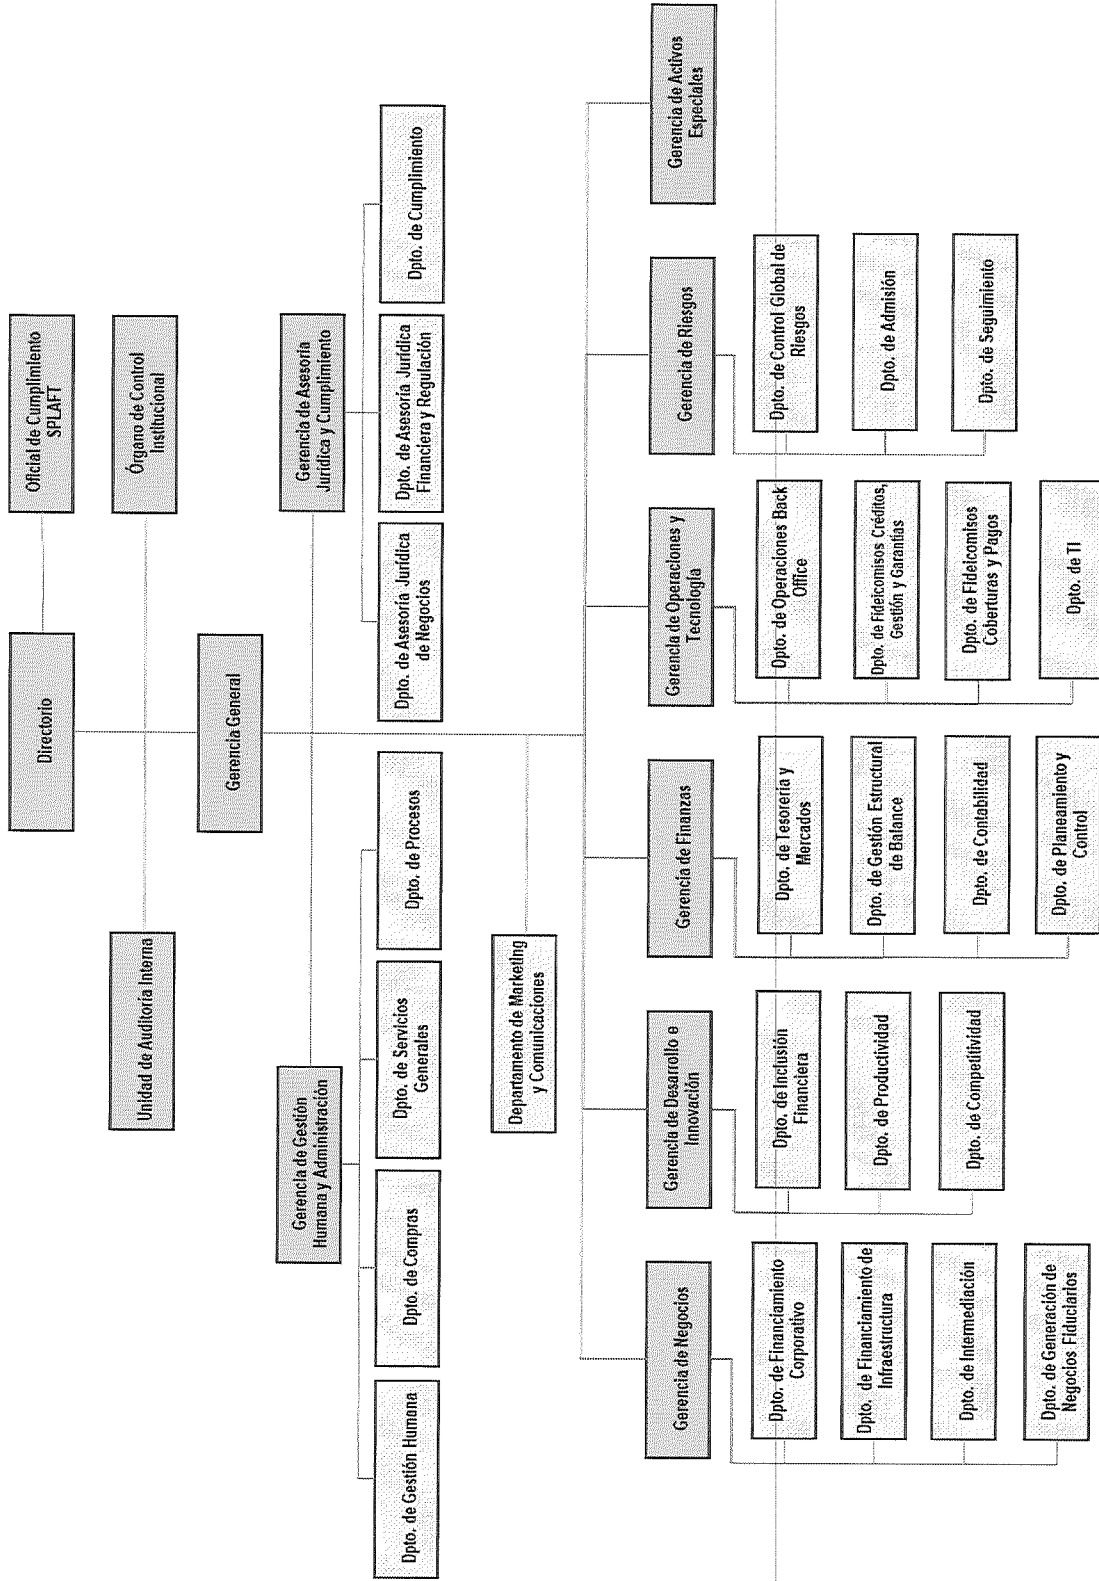 Directorio
Oficial de Cumplimiento
SPLAFT
Unidad de Auditoría Interna
Órgano de Control
Institucional
Gerencia General
Gerencia de Gestión
Humana y Administración
Gerencia de Asesoría
Jurídica y Cumplimiento
Dpto. de Gestión Humana
Dpto. de Compras
Dpto. de Servicios
Generales
Dpto. de Procesos
Dpto. de Asesoría Jurídica
de Negocios
Dpto. de Asesoría Jurídica
Financiera y Regulación
Dpto. de Cumplimiento
Departamento de Marketing
y Comunicaciones
Gerencia de Negocios
Dpto. de Financiamiento
Corporativo
Dpto. de Financiamiento de
Infraestructura
Dpto. de Intermediación
Dpto. de Generación de
Negocios Fiduciarios
Gerencia de Desarrollo e
Innovación
Dpto. de Inclusión
Financiera
Dpto. de Productividad
Dpto. de Competitividad
Gerencia de Finanzas
Dpto. de Tesorería y
Mercados
Dpto. de Gestión Estructural
de Balance
Dpto. de Contabilidad
Dpto. de Planeamiento y
Control
Gerencia de Operaciones y
Tecnología
Dpto. de Operaciones Back
Office
Dpto. de Fideicomisos Créditos,
Gestión y Garantías
Dpto. de Fideicomisos
Coberturas y Pagos
Dpto. de TI
Gerencia de Riesgos
Dpto. de Control Global de
Riesgos
Dpto. de Admisión
Dpto. de Seguimiento
Gerencia de Activos
Especiales